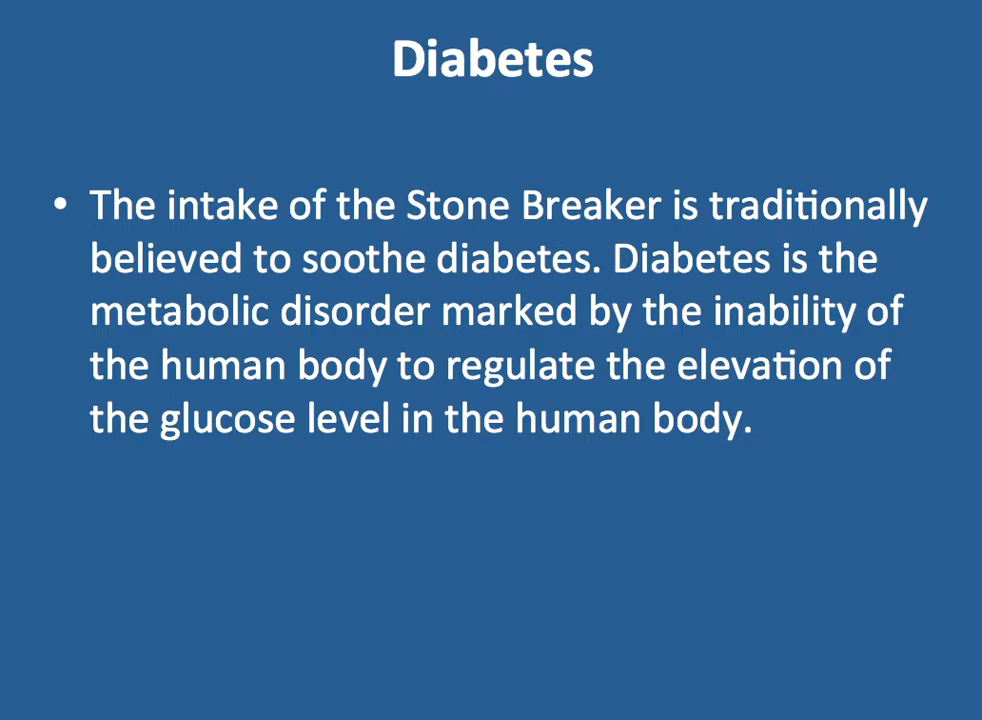 Diabetes
• The intake of the Stone Breaker is traditionally
believed to soothe diabetes. Diabetes is the
metabolic disorder marked by the inability of
the human body to regulate the elevation of
the glucose level in the human body.